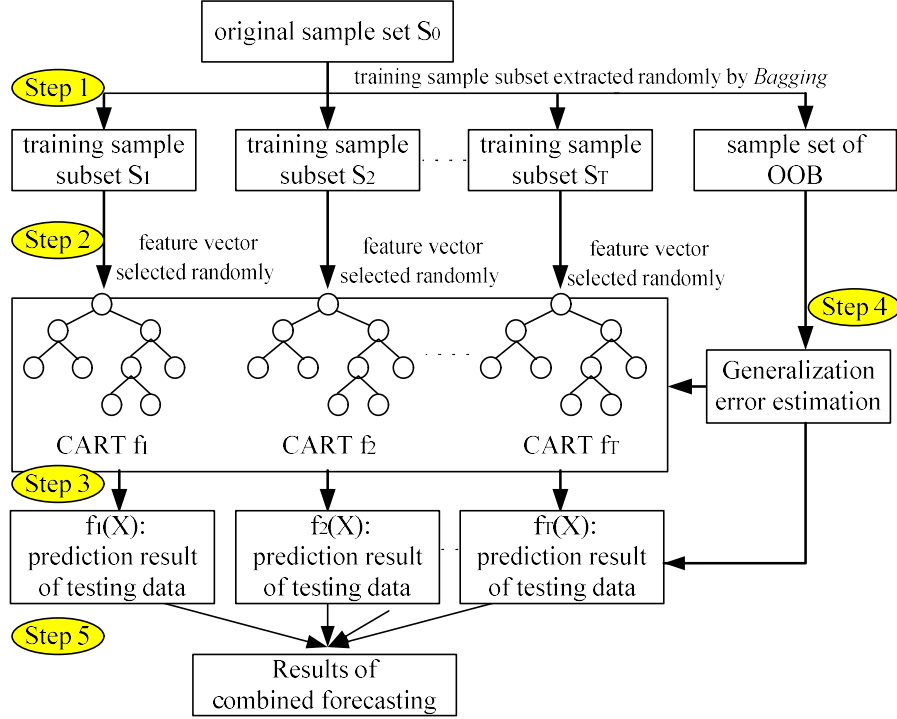 original sample set S0
Step 1
training sample subset extracted randomly by Bagging
training sample
subset S1
training sample
subset S2
training sample
subset ST
sample set of
OOB
Step 2
feature vector
selected randomly
feature vector
selected randomly
feature vector
selected randomly
Step 4
Generalization
error estimation
CART f1
CART f2
CART fT
Step 3
f1(X):
prediction result
of testing data
f2(X):
prediction result
of testing data
fT(X):
prediction result
of testing data
Step 5
Results of
combined forecasting